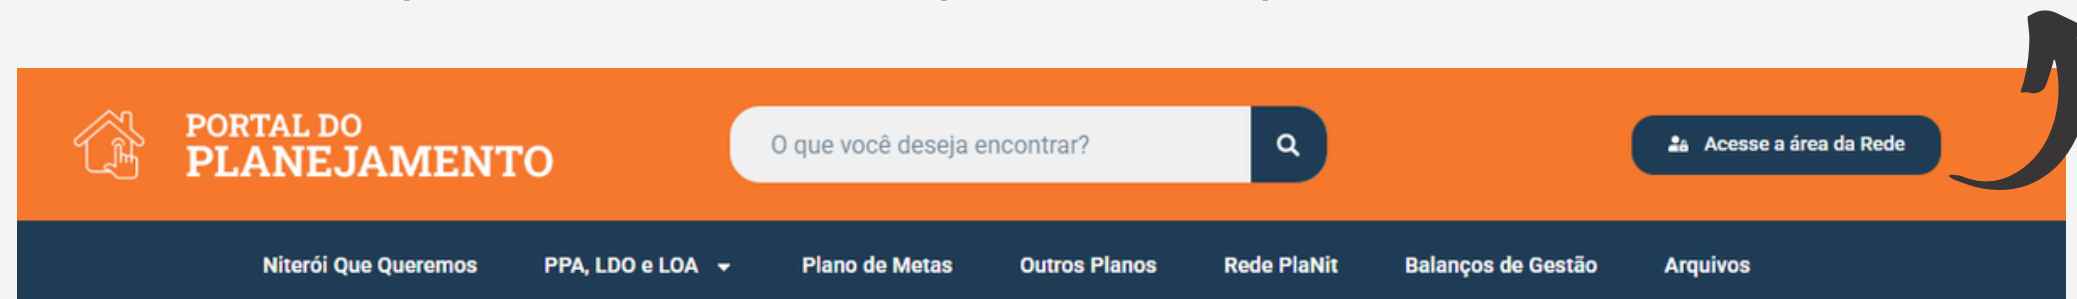 PORTAL DO
PLANEJAMENTO
O que você deseja encontrar?
Acesse a área da Rede
Niterói Que Queremos
PPA, LDO e LOA
Plano de Metas
Outros Planos
Rede PlaNit
Balanços de Gestão
Arquivos